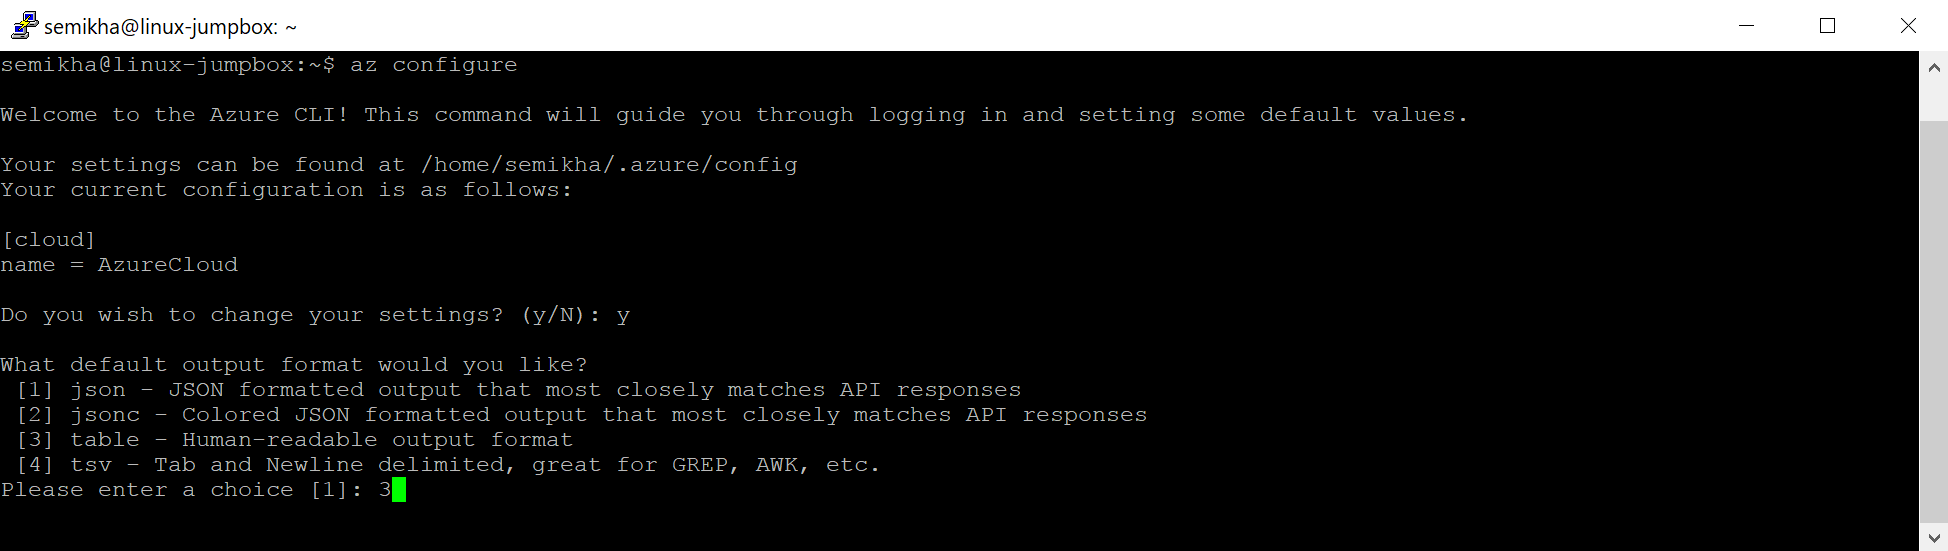 semikha@linux-jumpbox: ~
semikha@linux-jumpbox:~$ az configure
Welcome to the Azure CLI! This command will guide you through logging in and setting some default values.
Your settings can be found at /home/semikha/.azure/config
Your current configuration is as follows:
[cloud]
name = AzureCloud
Do you wish to change your settings? (y/N): y
What default output format would you like?
[1] json - JSON formatted output that most closely matches API responses
[2] jsonc - Colored JSON formatted output that most closely matches API responses
[3] table - Human-readable output format
[4] tsv - Tab and Newline delimited, great for GREP, AWK, etc.
Please enter a choice [1]: 3